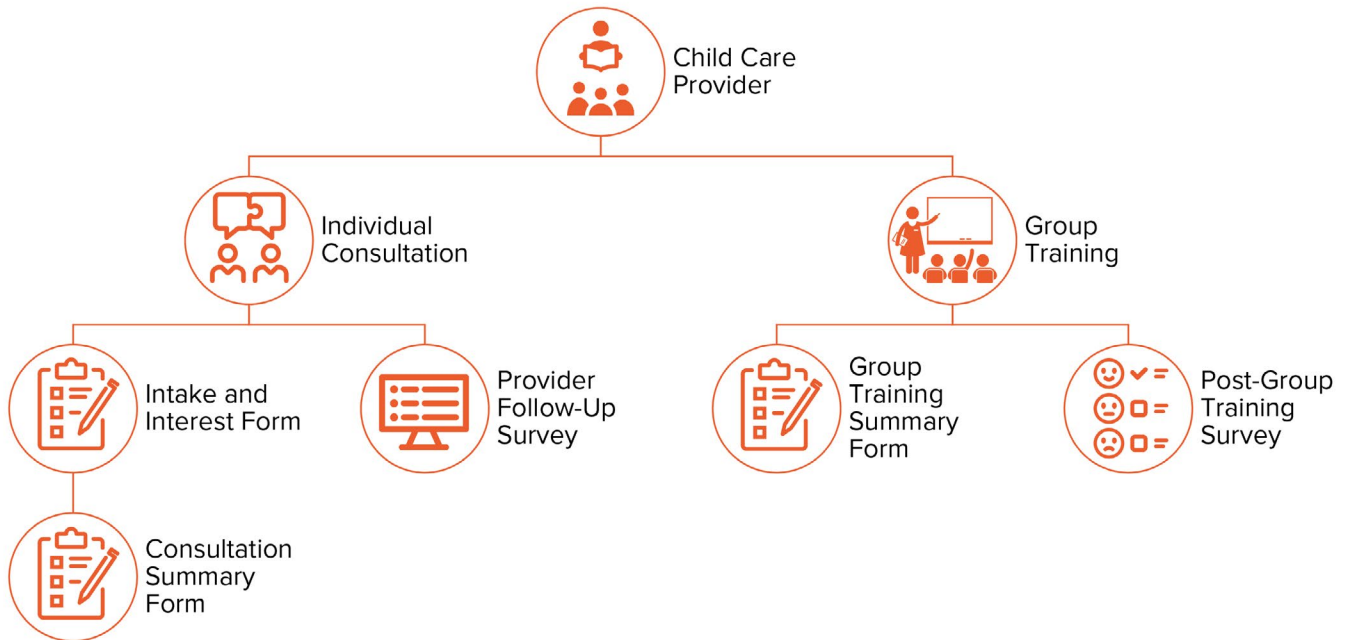 Child Care
Provider
Individual
Consultation
Group
Training
Intake and
Interest Form
Provider
Follow-Up
Survey
Group
Training
Summary
Form
Post-Group
Training
Survey
Consultation
Summary
Form